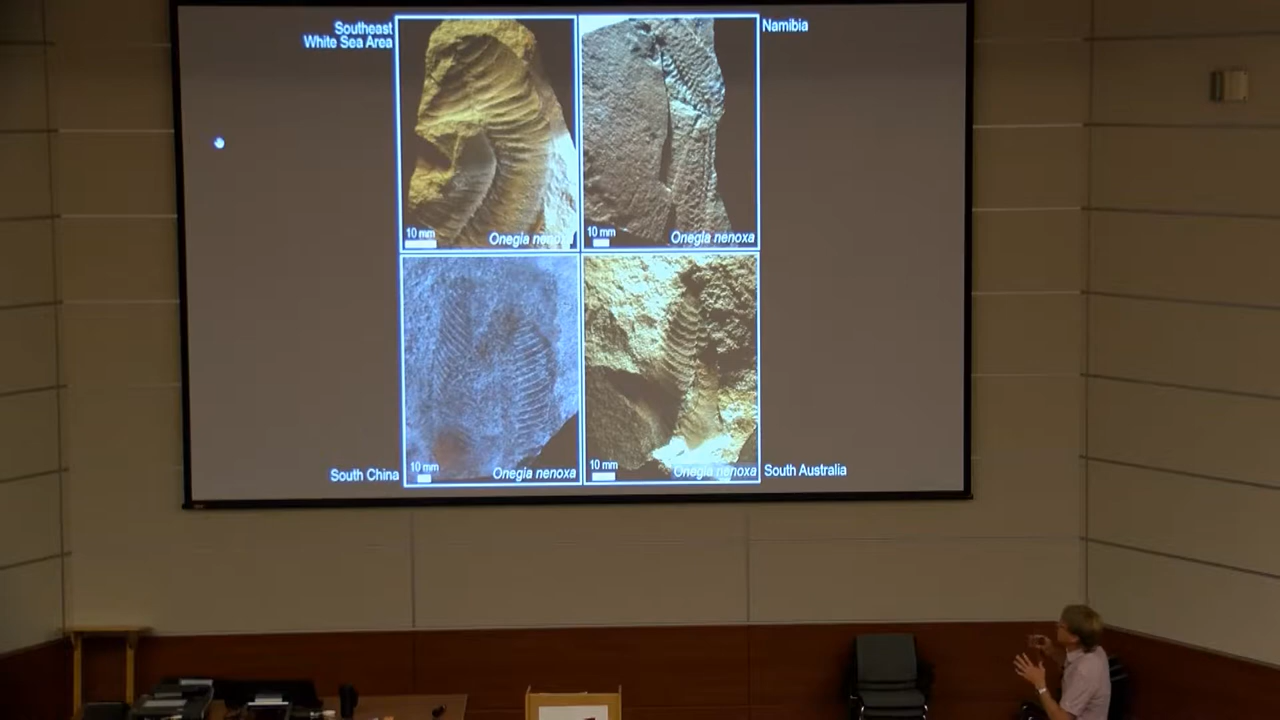 Southeast
White Sea Area
Namibia
10 mm
Onegia nenoxa
10 mm
Onegia nenoxa
10 mm
Onegia nenoxa
South China
10 mm
Onegia nenoxa
South Australia